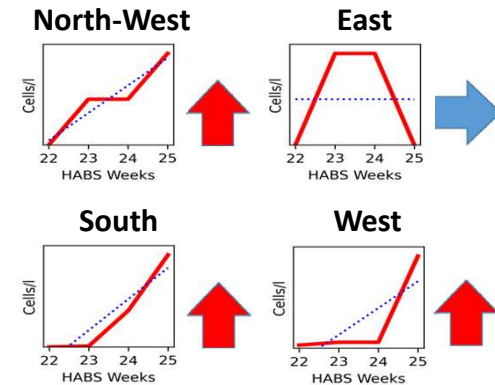 North-West
Cells/l
22 23 24 25
HABS Weeks
East
Cells/l
22 23 24 25
HABS Weeks
South
Cells/l
22 23 24 25
HABS Weeks
West
Cells/l
22 23 24 25
HABS Weeks